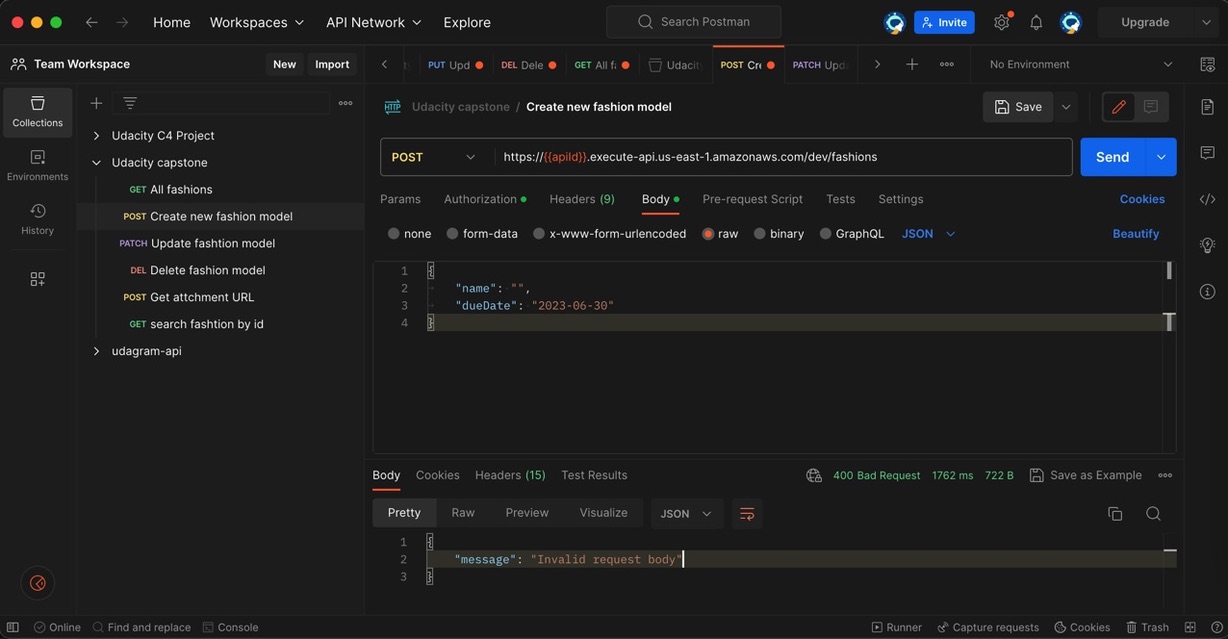 Home Workspaces API Network Explore Search Postman Invite Upgrade
Team Workspace New Import PUT Upd DEL Dele GET All f Udacity POST Cre PATCH Upd No Environment
Collections
Environments
History
Udacity C4 Project
Udacity capstone
GET All fashions
POST Create new fashion model
PATCH Update fashtion model
DEL Delete fashion model
POST Get attchment URL
GET search fashtion by id
udagram-api
HTTP Udacity capstone / Create new fashion model Save
POST https://{{apiId}}.execute-api.us-east-1.amazonaws.com/dev/fashions Send
Params Authorization Headers (9) Body Pre-request Script Tests Settings Cookies
none form-data x-www-form-urlencoded raw binary GraphQL JSON Beautify
1 {
2 "name": "",
3 "dueDate": "2023-06-30"
4 }
Body Cookies Headers (15) Test Results 400 Bad Request 1762 ms 722 B Save as Example
Pretty Raw Preview Visualize JSON
1 {
2 "message": "Invalid request body"
3 }
Online Find and replace Console Runner Capture requests Cookies Trash